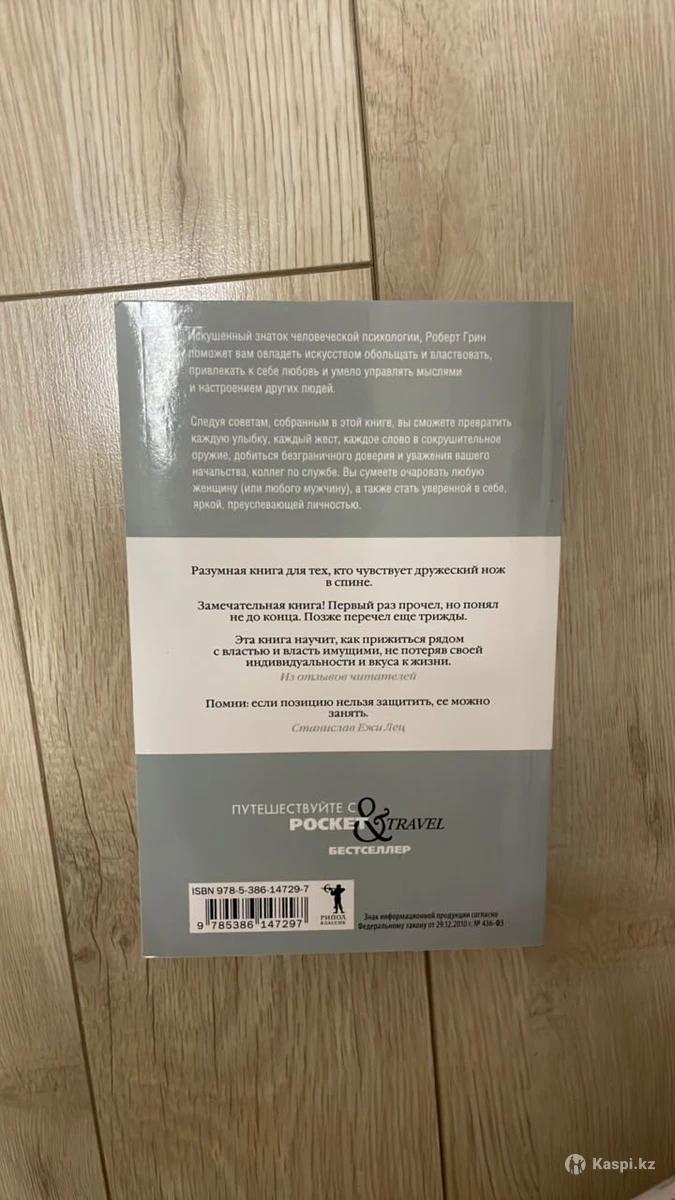 Искушенный знаток человеческой психологии, Роберт Грин
поможет вам овладеть искусством обольщать и властвовать,
привлекать к себе любовь и умело управлять мыслями
и настроением других людей.
Следуя советам, собранным в этой книге, вы сможете превратить
каждую улыбку, каждый жест, каждое слово в сокрушительное
оружие, добиться безграничного доверия и уважения вашего
начальства, коллег по службе. Вы сумеете очаровать любую
женщину (или любого мужчину), а также стать уверенной в себе,
яркой, преуспевающей личностью.
Разумная книга для тех, кто чувствует дружеский нож
в спине.
Замечательная книга! Первый раз прочел, но понял
не до конца. Позже перечел еще трижды.
Эта книга научит, как прижиться рядом
с властью и власть имущими, не потеряв своей
индивидуальности и вкуса к жизни.
Из отзывов читателей
Помни: если позицию нельзя защитить, ее можно
занять.
Станислав Ежи Лец
ПУТЕШЕСТВУЙТЕ С
POCKET&TRAVEL
БЕСТСЕЛЛЕР
ISBN 978-5-386-14729-7
9 785386 147297
РИПОЛ
КЛАССИК
Знак информационной продукции согласно
Федеральному закону от 29.12.2010 г. № 436-ФЗ
Kaspi.kz